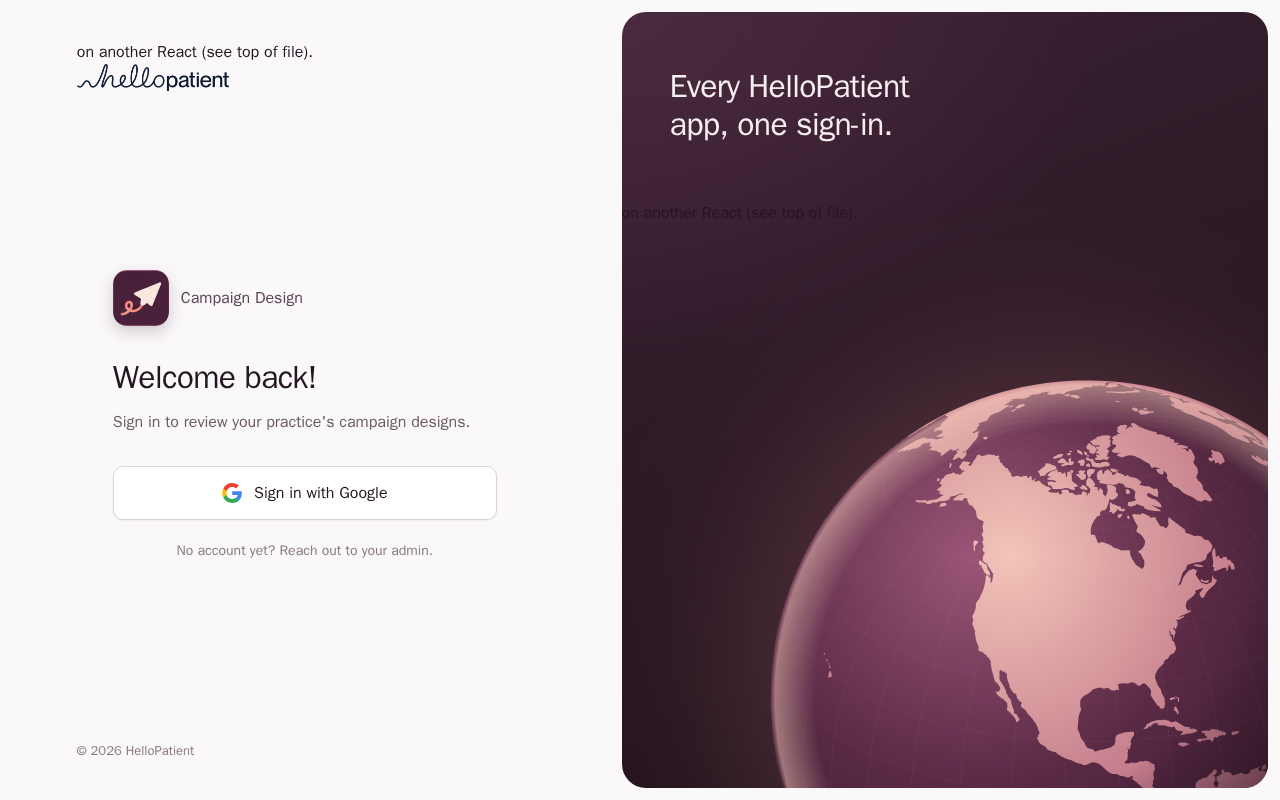 on another React (see top of file).
hellopatient
Campaign Design
Welcome back!
Sign in to review your practice's campaign designs.
Sign in with Google
No account yet? Reach out to your admin.
© 2026 HelloPatient
Every HelloPatient
app, one sign-in.
on another React (see top of file).